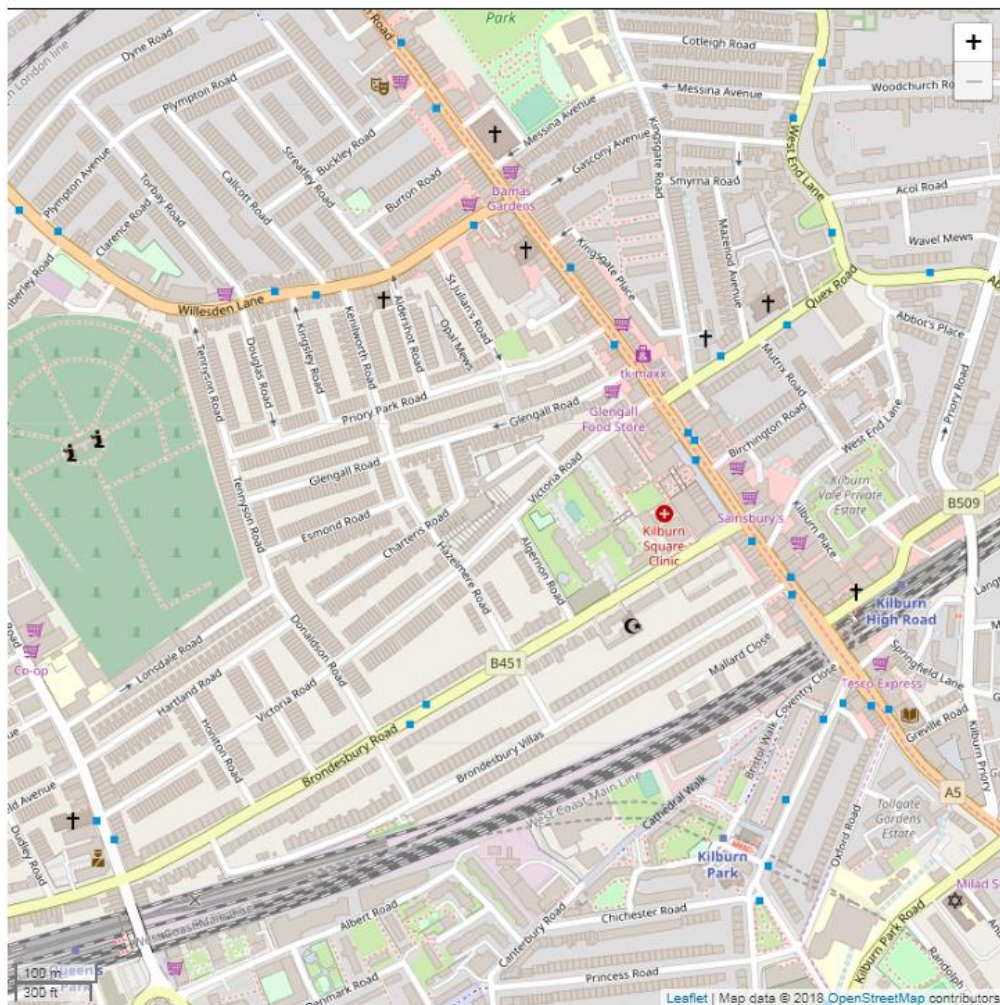 Park
Cotleigh Road
+
−
Dyne Road
Plympton Road
Messina Avenue
Woodchurch Ro
Messina Avenue
Buckley Road
Streatley Road
Gascony Avenue
Kingsgate Road
West End Lane
Smyrna Road
Acol Road
Plympton Avenue
Torbay Road
Callcott Road
Burton Road
Damas
Gardens
Mazenod Avenue
Wavel Mews
Clarence Road
Kingsgate Place
Willesden Lane
St Julian's Road
Aldershot Road
Opal Mews
Quex Road
Abbot's Place
Tennyson Road
Douglas Road
Kingsley Road
Kenilworth Road
tk maxx
Mutrix Road
Priory Road
Priory Park Road
Glengall Road
Glengall
Food Store
Birchington Road
West End Lane
Glengall Road
Victoria Road
Kilburn
Vale Private
Estate
B509
Tennyson Road
Esmond Road
Charteris Road
Kilburn
Square
Clinic
Sainsbury's
Kilburn Place
Hazelmere Road
Algernon Road
Kilburn
High Road
Lonsdale Road
Co-op
Donaldson Road
B451
Mallard Close
Springfield Lane
Tesco Express
Hartland Road
Victoria Road
Honiton Road
Coventry Close
Greville Road
Kilburn Priory
Brondesbury Road
Brondesbury Villas
Bristol Walk
Cathedral Walk
West Coast Main Line
A5
Tollgate
Gardens
Estate
Oxford Road
Dudley Road
Kilburn
Park
Albert Road
Canterbury Road
Chichester Road
Kilburn Park Road
Randolph
Princess Road
Denmark Road
Queen's
Park
100 m
300 ft
Leaflet | Map data © 2018 OpenStreetMap contributors